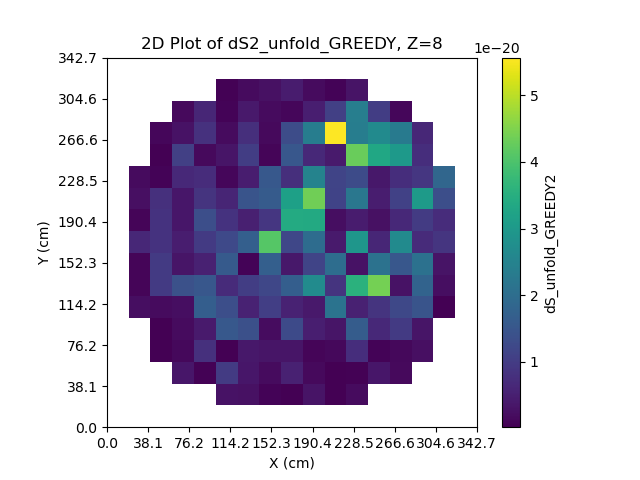 2D Plot of dS2_unfold_GREEDY, Z=8
1e−20
342.7
304.6
266.6
228.5
190.4
152.3
114.2
76.2
38.1
0.0
Y (cm)
0.0 38.1 76.2 114.2 152.3 190.4 228.5 266.6 304.6 342.7
X (cm)
5
4
3
2
1
dS_unfold_GREEDY2